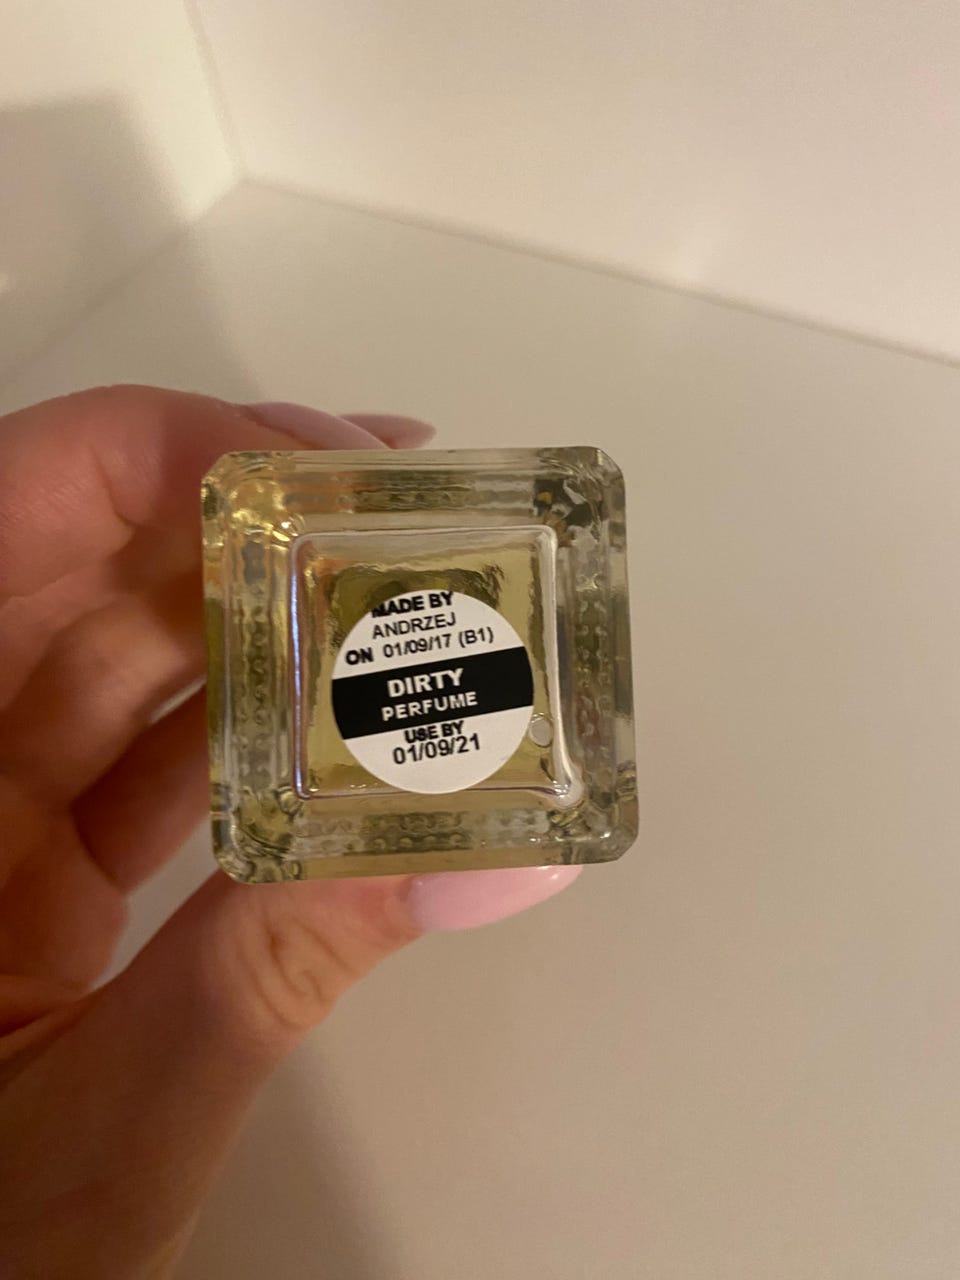 MADE BY
ANDRZEJ
ON 01/09/17 (B1)
DIRTY
PERFUME
USE BY
01/09/21